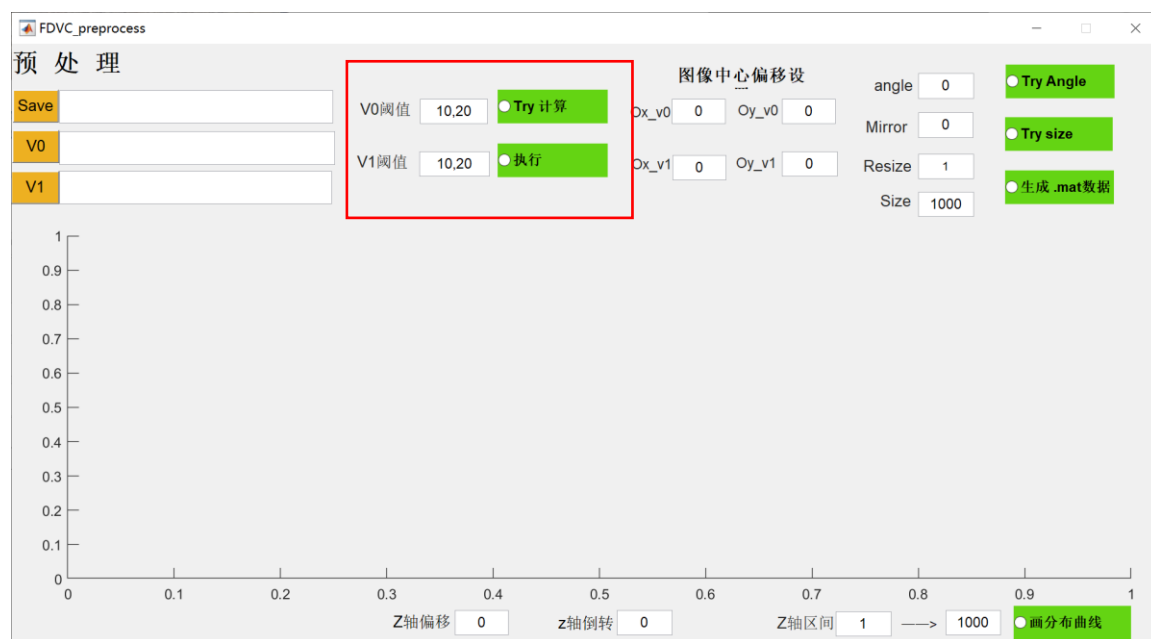 FDVC_preprocess
预 处 理
Save
V0
V1
V0阈值 10,20 Try 计算
V1阈值 10,20 执行
图像中心偏移设
Ox_v0 0 Oy_v0 0
Ox_v1 0 Oy_v1 0
angle 0
Mirror 0
Resize 1
Size 1000
Try Angle
Try size
生成 .mat数据
1
0.9
0.8
0.7
0.6
0.5
0.4
0.3
0.2
0.1
0
0 0.1 0.2 0.3 0.4 0.5 0.6 0.7 0.8 0.9 1
Z轴偏移 0 z轴倒转 0 Z轴区间 1 ——> 1000 画分布曲线